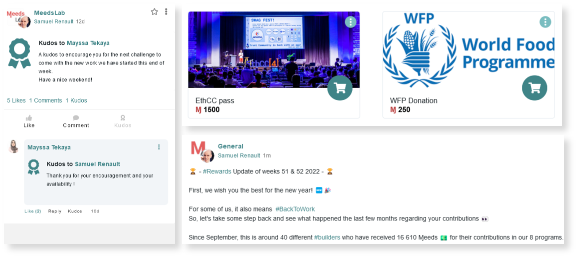 Meeds
MeedsLab
Samuel Renault 12d
Kudos to Mayssa Tekaya
A kudos to encourage you for the next challenge to
come with the new work we have started this end of
week.
Have a nice weekend!
5 Likes 1 Comments 1 Kudos
Like Comment Kudos
Mayssa Tekaya
Kudos to Samuel Renault
Thank you for your encouragement and your
availability !
Like (0) Reply Kudos 10d
EthCC pass
1500
WFP
World Food
Programme
WFP Donation
250
General
Samuel Renault 1m
- #Rewards Update of weeks 51 & 52 2022 -
First, we wish you the best for the new year!
For some of us, it also means #BackToWork
So, let's take some step back and see what happened the last few months regarding your contributions
Since September, this is around 40 different #builders who have received 16 610 Ɱeeds for their contributions in our 8 programs.